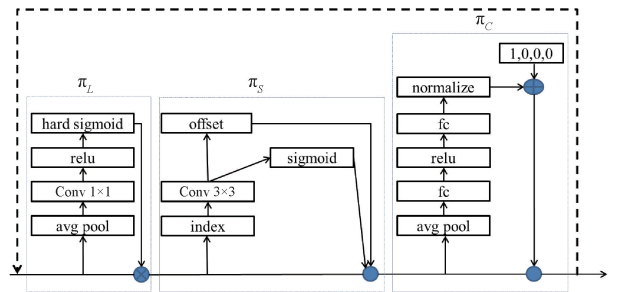 π_C
1,0,0,0
π_L
π_S
normalize
hard sigmoid
offset
fc
relu
sigmoid
relu
Conv 1×1
Conv 3×3
fc
avg pool
index
avg pool